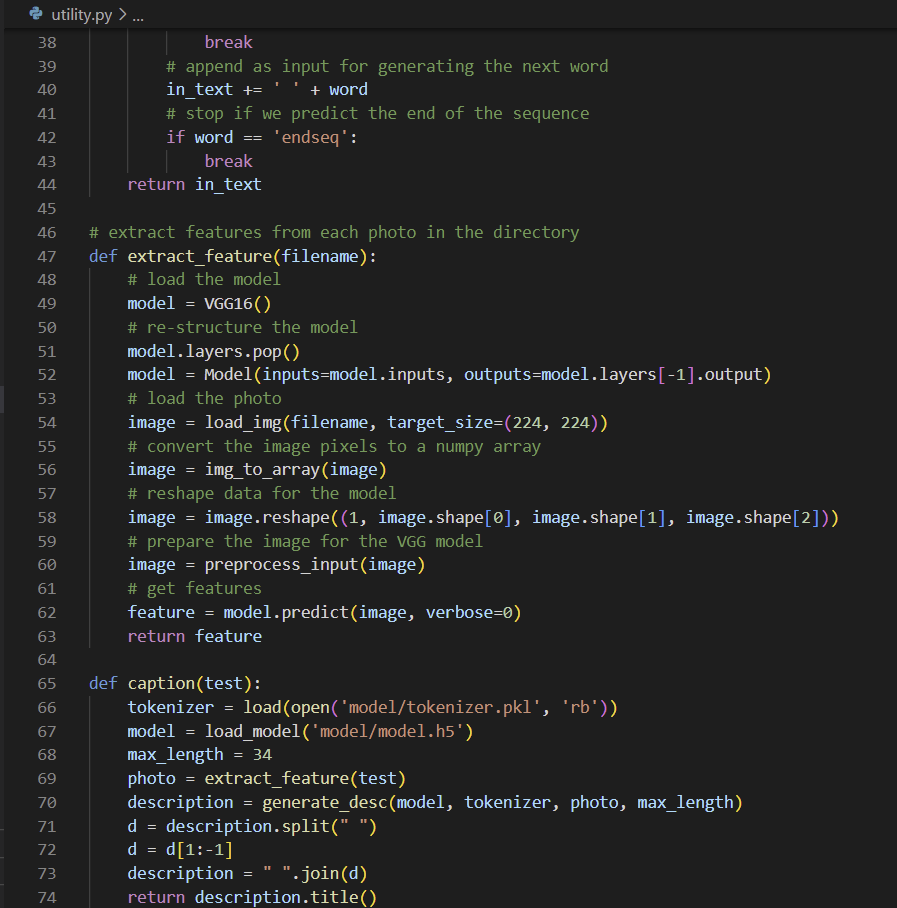 utility.py > ...
38 break
39 # append as input for generating the next word
40 in_text += ' ' + word
41 # stop if we predict the end of the sequence
42 if word == 'endseq':
43 break
44 return in_text
45
46 # extract features from each photo in the directory
47 def extract_feature(filename):
48 # load the model
49 model = VGG16()
50 # re-structure the model
51 model.layers.pop()
52 model = Model(inputs=model.inputs, outputs=model.layers[-1].output)
53 # load the photo
54 image = load_img(filename, target_size=(224, 224))
55 # convert the image pixels to a numpy array
56 image = img_to_array(image)
57 # reshape data for the model
58 image = image.reshape((1, image.shape[0], image.shape[1], image.shape[2]))
59 # prepare the image for the VGG model
60 image = preprocess_input(image)
61 # get features
62 feature = model.predict(image, verbose=0)
63 return feature
64
65 def caption(test):
66 tokenizer = load(open('model/tokenizer.pkl', 'rb'))
67 model = load_model('model/model.h5')
68 max_length = 34
69 photo = extract_feature(test)
70 description = generate_desc(model, tokenizer, photo, max_length)
71 d = description.split(" ")
72 d = d[1:-1]
73 description = " ".join(d)
74 return description.title()